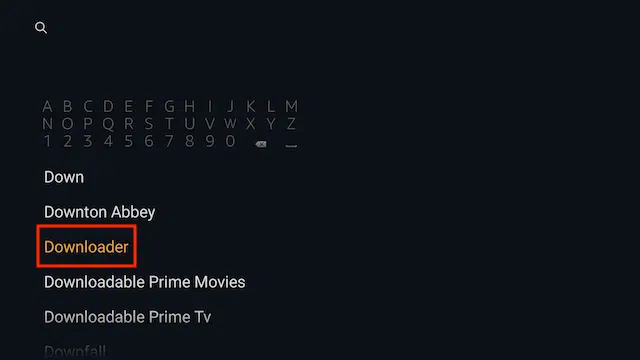 A B C D E F G H I J K L M
N O P Q R S T U V W X Y Z
1 2 3 4 5 6 7 8 9 0
Down
Downton Abbey
Downloader
Downloadable Prime Movies
Downloadable Prime Tv
Downfall